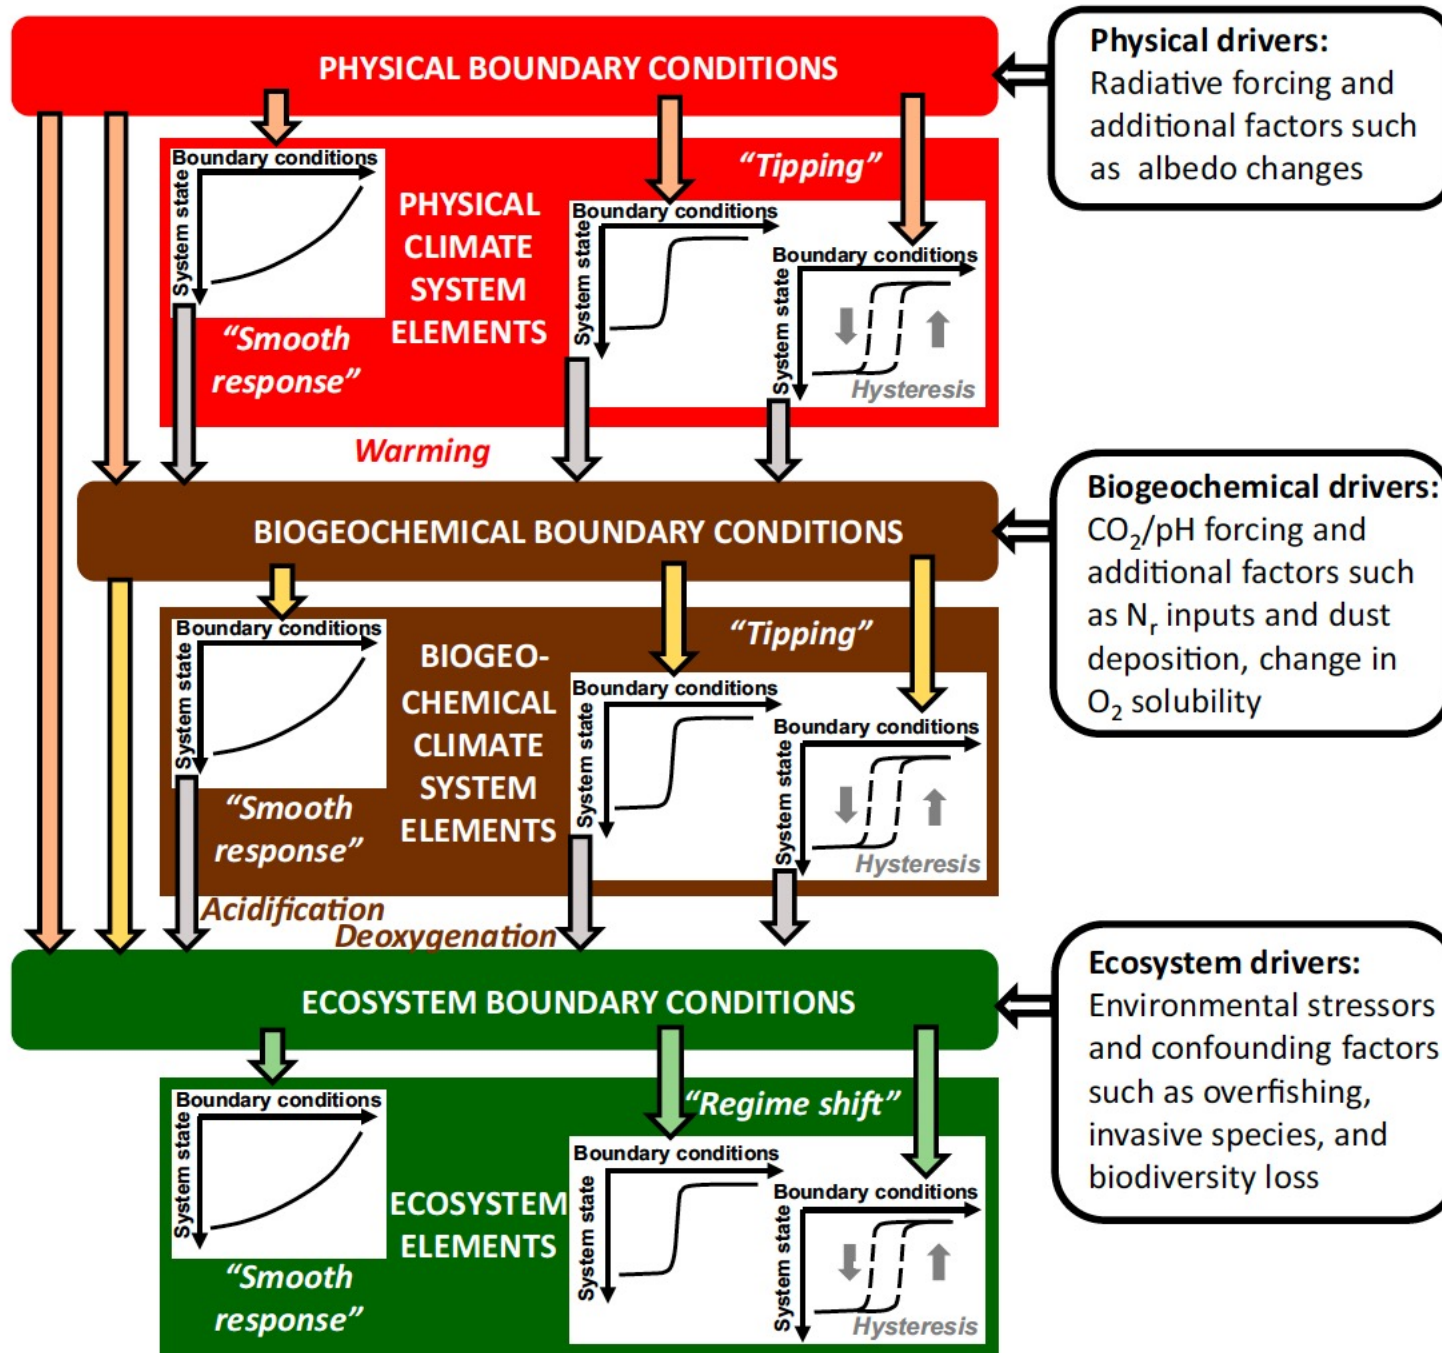 PHYSICAL BOUNDARY CONDITIONS
Physical drivers:
Radiative forcing and
additional factors such
as albedo changes
Boundary conditions
System state
"Smooth
response"
PHYSICAL
CLIMATE
SYSTEM
ELEMENTS
"Tipping"
Boundary conditions
System state
Boundary conditions
System state
Hysteresis
Warming
BIOGEOCHEMICAL BOUNDARY CONDITIONS
Biogeochemical drivers:
CO₂/pH forcing and
additional factors such
as Nᵣ inputs and dust
deposition, change in
O₂ solubility
Boundary conditions
System state
"Smooth
response"
BIOGEO-
CHEMICAL
CLIMATE
SYSTEM
ELEMENTS
"Tipping"
Boundary conditions
System state
Boundary conditions
System state
Hysteresis
Acidification
Deoxygenation
ECOSYSTEM BOUNDARY CONDITIONS
Ecosystem drivers:
Environmental stressors
and confounding factors
such as overfishing,
invasive species, and
biodiversity loss
Boundary conditions
System state
"Smooth
response"
ECOSYSTEM
ELEMENTS
"Regime shift"
Boundary conditions
System state
Boundary conditions
System state
Hysteresis